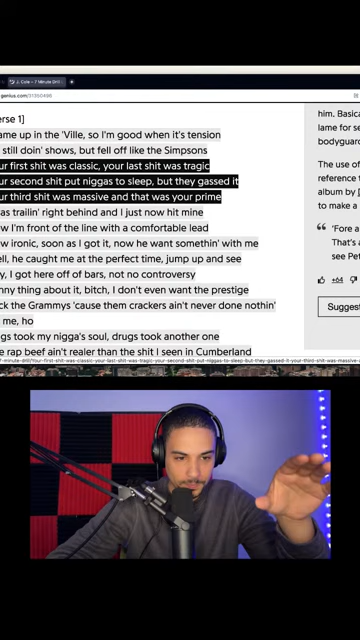 J. Cole – 7 Minute Drill
genius.com/31360496
erse 1]
ame up in the 'Ville, so I'm good when it's tension
still doin' shows, but fell off like the Simpsons
ur first shit was classic, your last shit was tragic
ur second shit put niggas to sleep, but they gassed it
ur third shit was massive and that was your prime
as trailin' right behind and I just now hit mine
w I'm front of the line with a comfortable lead
w ironic, soon as I got it, now he want somethin' with me
ell, he caught me at the perfect time, jump up and see
y, I got here off of bars, not no controversy
nny thing about it, bitch, I don't even want the prestige
ck the Grammys 'cause them crackers ain't never done nothin'
me, ho
gs took my nigga's soul, drugs took another one
e rap beef ain't realer than the shit I seen in Cumberland
him. Basica
lame for se
bodyguard
The use of
reference t
album by
to make a
'Fore a
That's a
see Pet
+64
Suggest